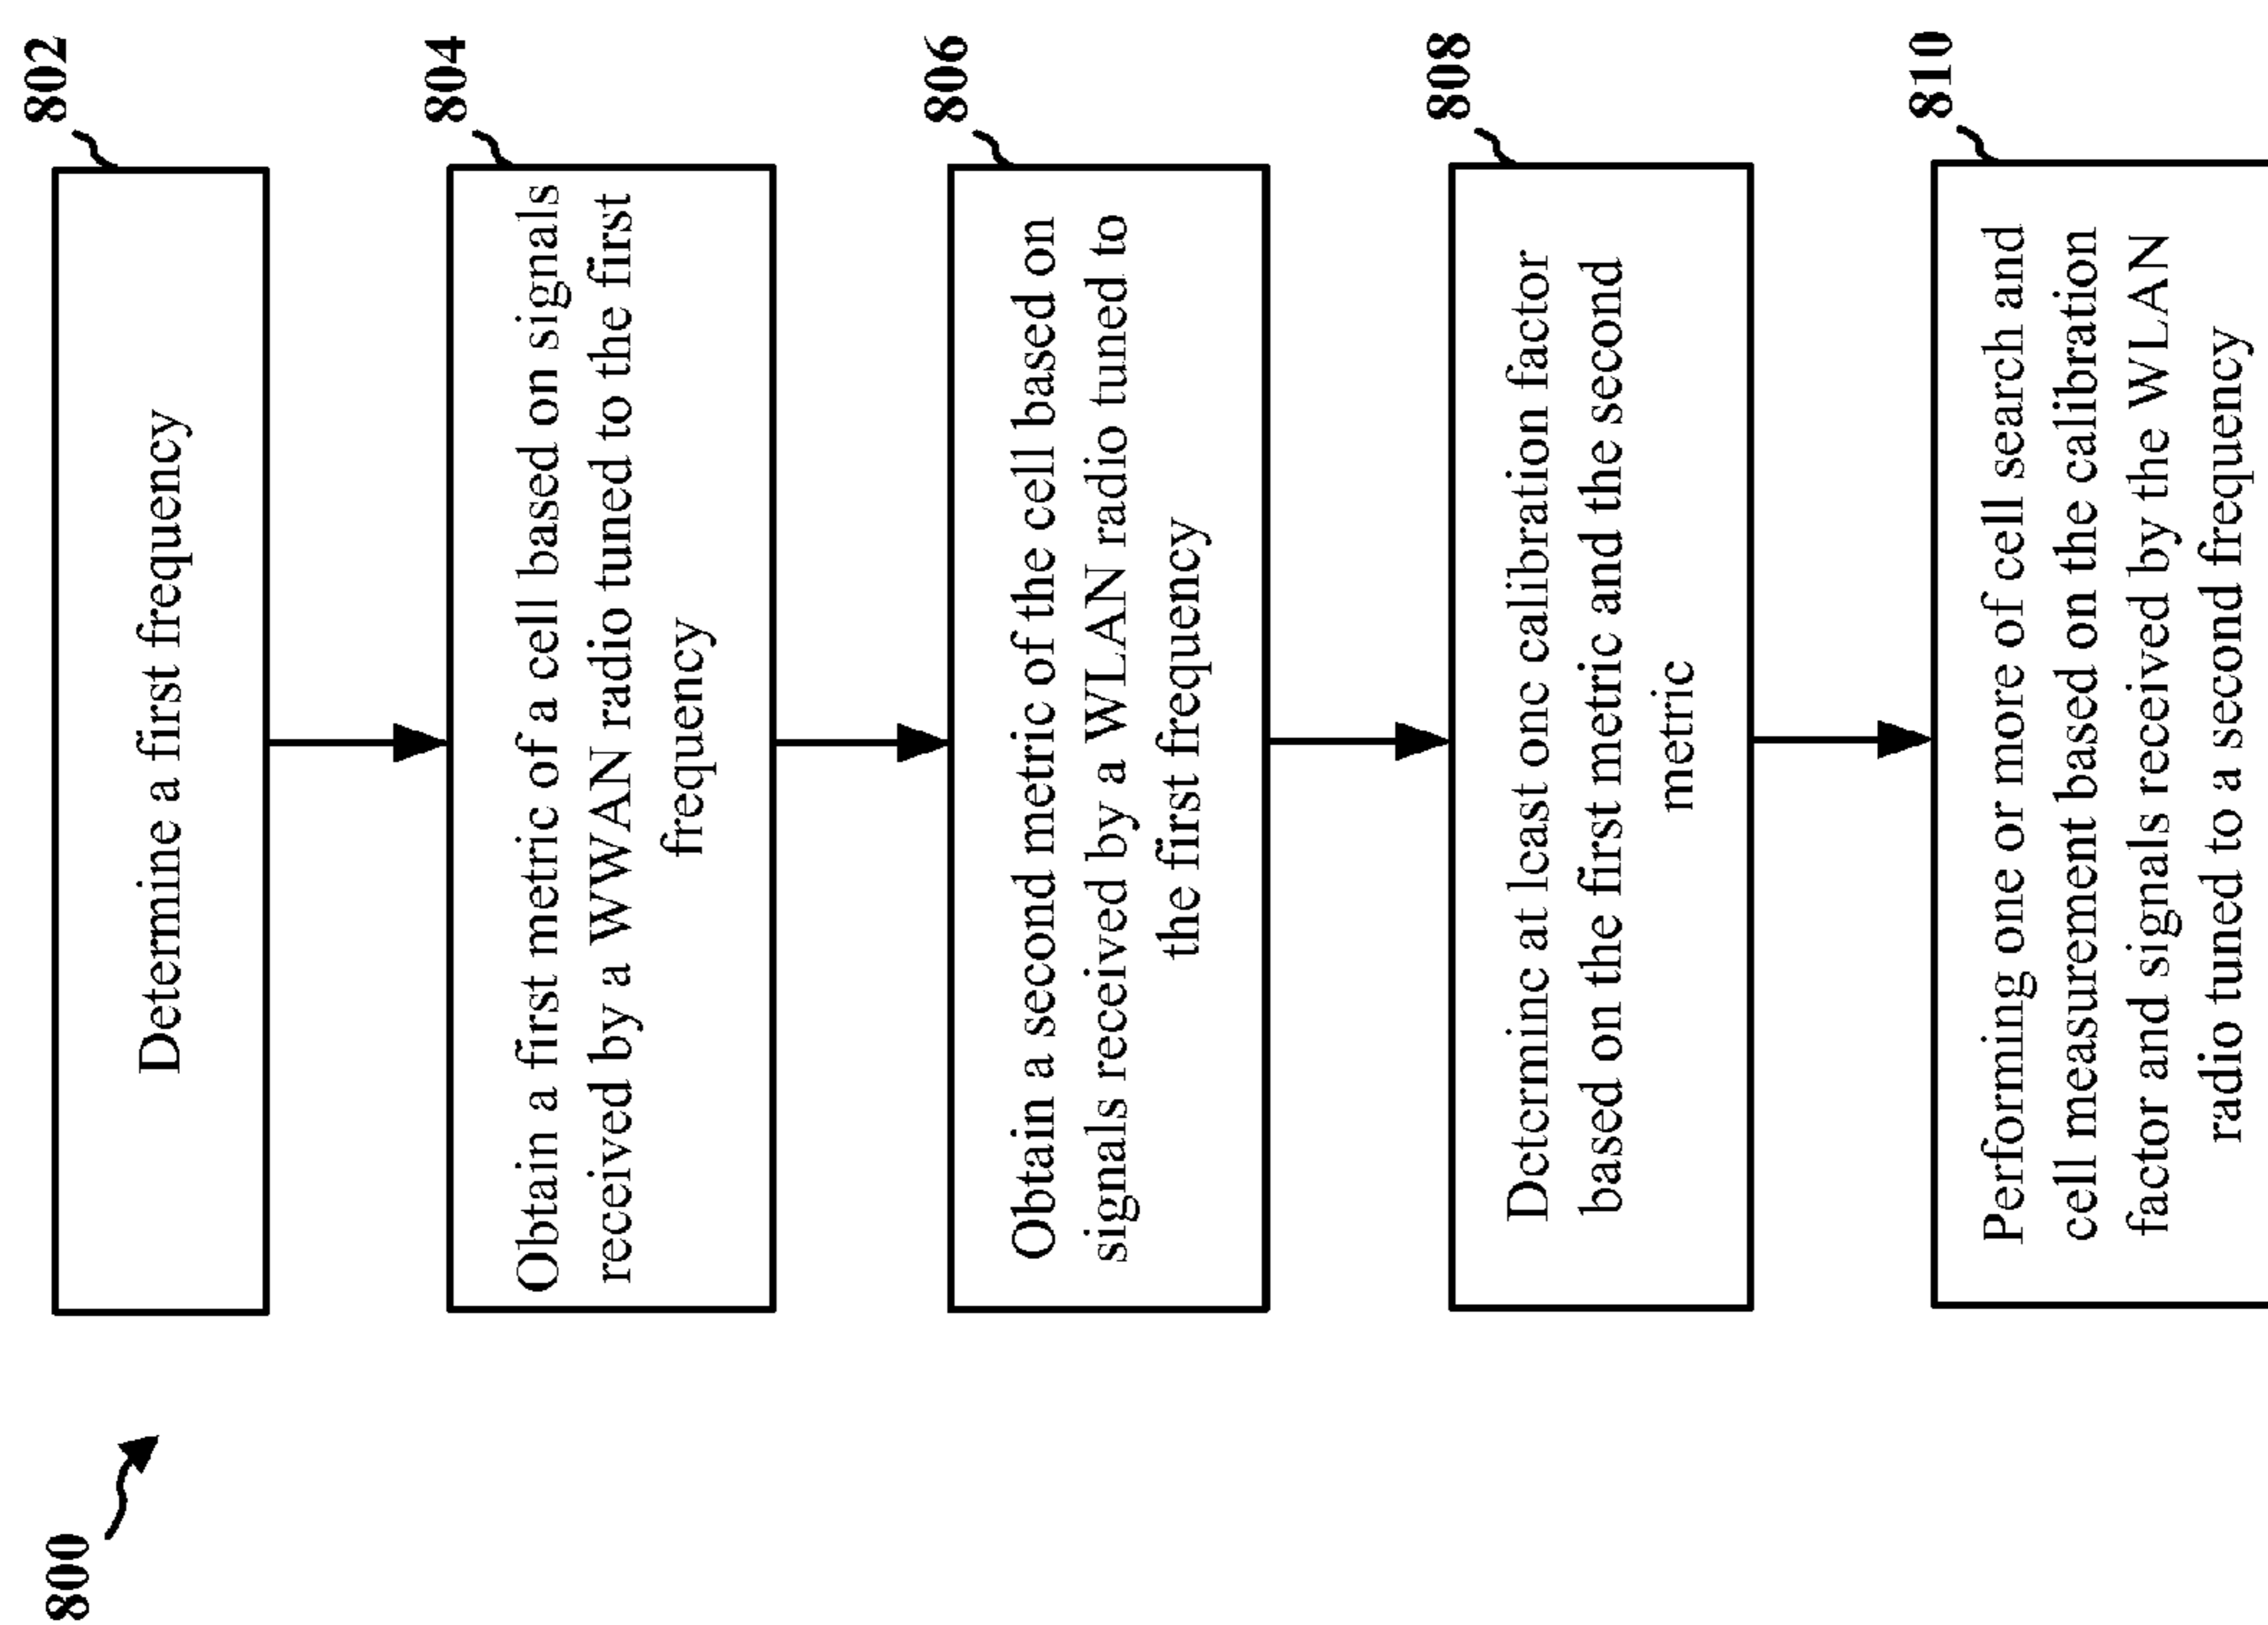 800
802
Determine a first frequency
804
Obtain a first metric of a cell based on signals
received by a WWAN radio tuned to the first
frequency
806
Obtain a second metric of the cell based on
signals received by a WLAN radio tuned to
the first frequency
808
Determine at least one calibration factor
based on the first metric and the second
metric
810
Performing one or more of cell search and
cell measurement based on the calibration
factor and signals received by the WLAN
radio tuned to a second frequency